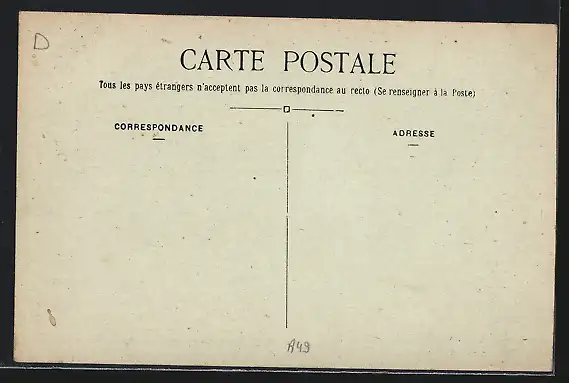 D
CARTE POSTALE
Tous les pays étrangers n'acceptent pas la correspondance au recto (Se renseigner à la Poste)
CORRESPONDANCE
ADRESSE
A49